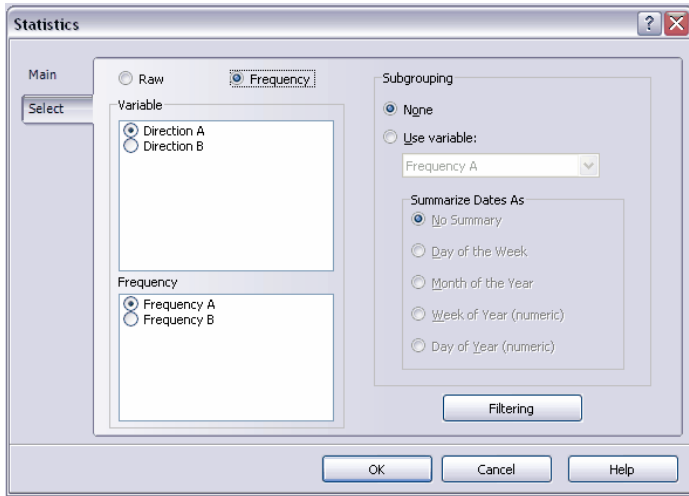 Statistics
Main
Select
Raw
Frequency
Variable
Direction A
Direction B
Frequency
Frequency A
Frequency B
Subgrouping
None
Use variable:
Frequency A
Summarize Dates As
No Summary
Day of the Week
Month of the Year
Week of Year (numeric)
Day of Year (numeric)
Filtering
OK
Cancel
Help